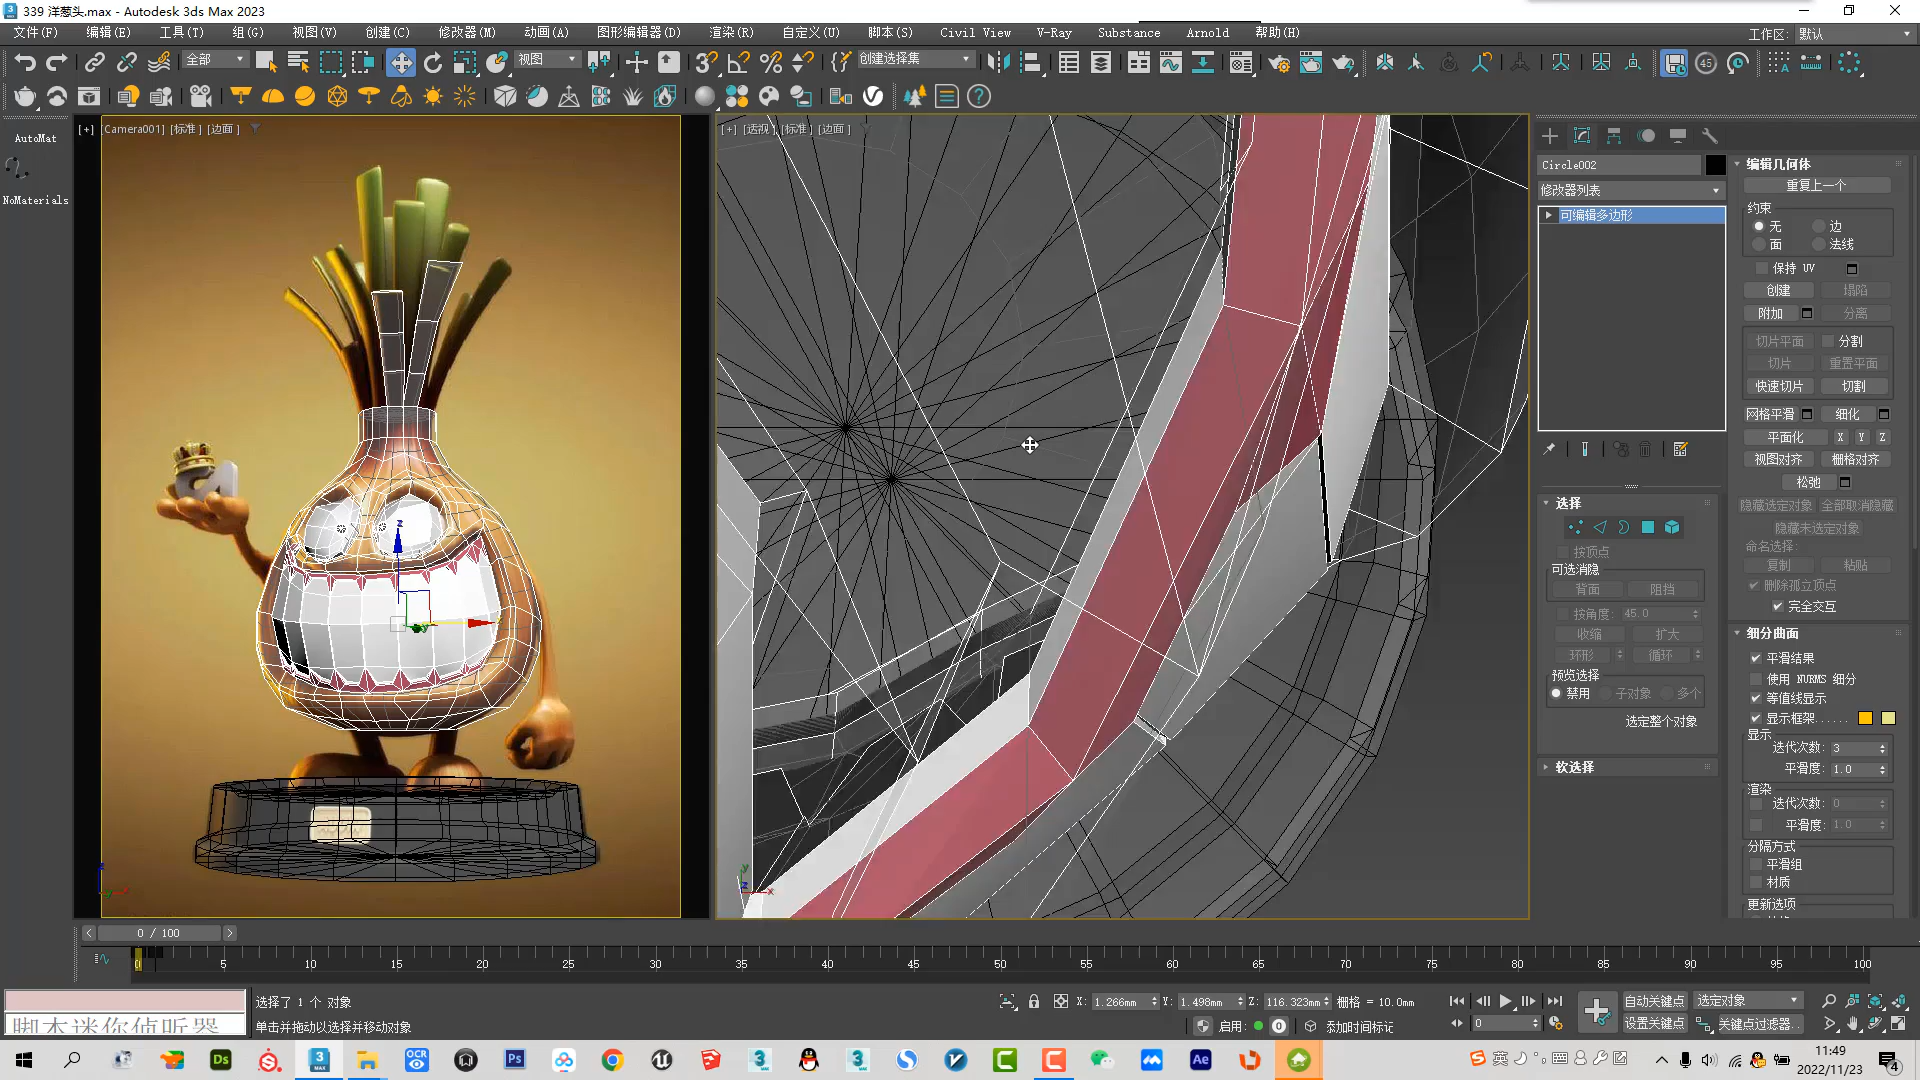 339 洋葱头.max - Autodesk 3ds Max 2023
文件(F) 编辑(E) 工具(T) 组(G) 视图(V) 创建(C) 修改器(M) 动画(A) 图形编辑器(D) 渲染(R) 自定义(U) 脚本(S) Civil View V-Ray Substance Arnold 帮助(H)
工作区: 默认
全部 视图 创建选择集
AutoMat
NoMaterials
[+] [Camera001] [标准] [边面]
[+] [透视] [标准] [边面]
Circle002
修改器列表
可编辑多边形
选择
按顶点
可选消隐
背面 阻挡
按角度: 45.0
收缩 扩大
环形 循环
预览选择
禁用 子对象 多个
选定整个对象
软选择
编辑几何体
重复上一个
约束
无 边
面 法线
保持 UV
创建 塌陷
附加 分离
切片平面 分割
切片 重置平面
快速切片 切割
网格平滑 细化
平面化 X Y Z
视图对齐 栅格对齐
松弛
隐藏选定对象 全部取消隐藏
隐藏未选定对象
命名选择:
复制 粘贴
删除孤立顶点
完全交互
细分曲面
平滑结果
使用 NURMS 细分
等值线显示
显示框架......
显示
迭代次数: 3
平滑度: 1.0
渲染
迭代次数: 0
平滑度: 1.0
分隔方式
平滑组
材质
更新选项
0 / 100
0 5 10 15 20 25 30 35 40 45 50 55 60 65 70 75 80 85 90 95 100
脚本迷你侦听器
选择了 1 个 对象
单击并拖动以选择并移动对象
X: 1.266mm Y: 1.498mm Z: 116.323mm 栅格 = 10.0mm
启用: 0 添加时间标记
0
自动关键点 选定对象
设置关键点 关键点过滤器...
英
11:49
2022/11/23
4